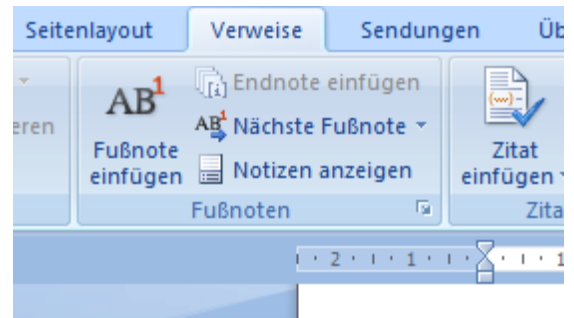 Seitenlayout Verweise Sendungen Üb
AB1 Endnote einfügen
eren AB1 Nächste Fußnote
Fußnote einfügen Notizen anzeigen Zitat einfügen
Fußnoten Zita
2 1 1